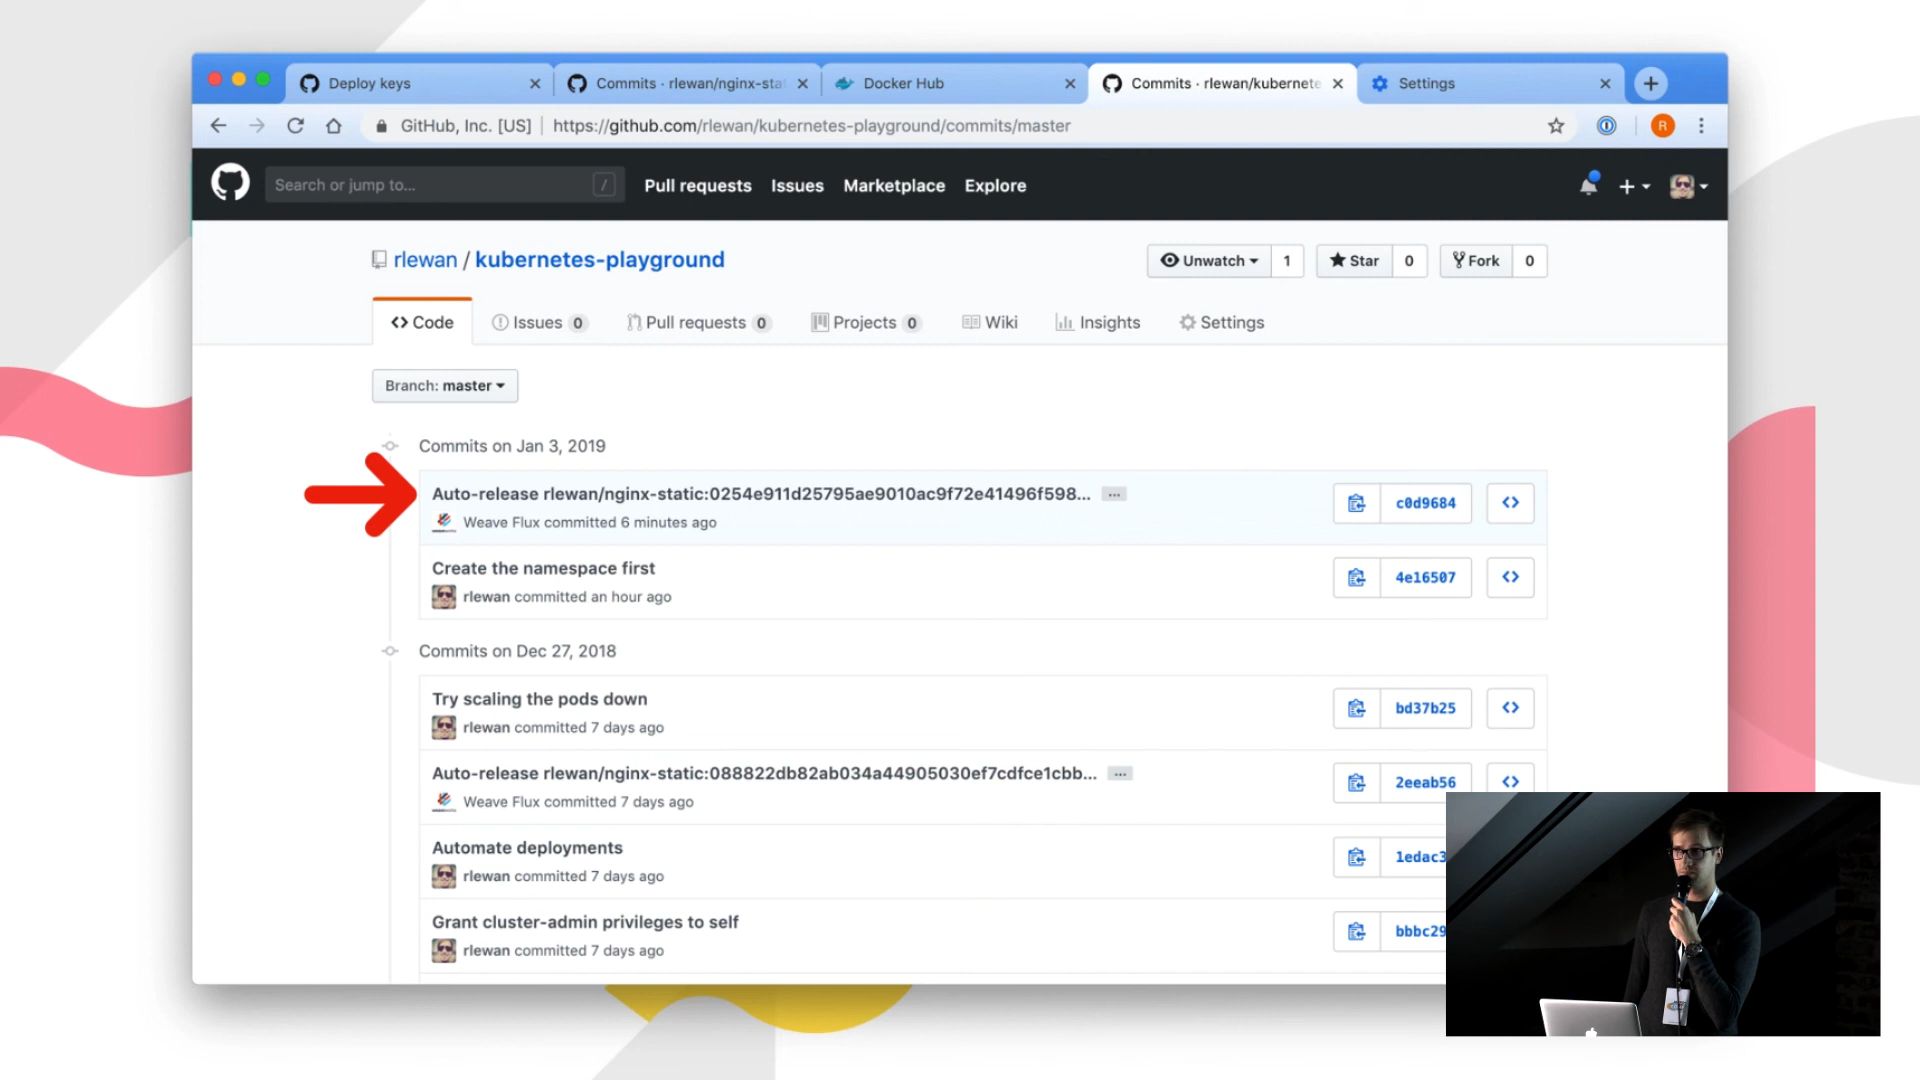 Deploy keys
Commits · rlewan/nginx-sta
Docker Hub
Commits · rlewan/kubernete
Settings
GitHub, Inc. [US]
https://github.com/rlewan/kubernetes-playground/commits/master
R
Search or jump to...
/
Pull requests
Issues
Marketplace
Explore
rlewan / kubernetes-playground
Unwatch 1
Star 0
Fork 0
Code
Issues 0
Pull requests 0
Projects 0
Wiki
Insights
Settings
Branch: master
Commits on Jan 3, 2019
Auto-release rlewan/nginx-static:0254e911d25795ae9010ac9f72e41496f598... ...
c0d9684
Weave Flux committed 6 minutes ago
Create the namespace first
4e16507
rlewan committed an hour ago
Commits on Dec 27, 2018
Try scaling the pods down
bd37b25
rlewan committed 7 days ago
Auto-release rlewan/nginx-static:088822db82ab034a44905030ef7cdfce1cbb... ...
2eeab56
Weave Flux committed 7 days ago
Automate deployments
1edac3
rlewan committed 7 days ago
Grant cluster-admin privileges to self
bbbc29
rlewan committed 7 days ago